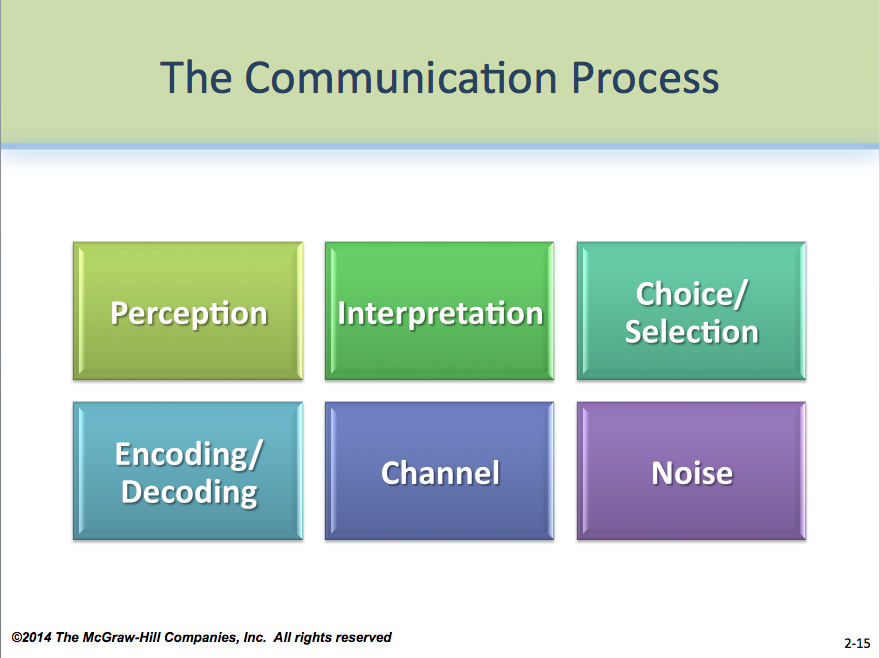 The Communication Process
Perception
Interpretation
Choice/
Selection
Encoding/
Decoding
Channel
Noise
©2014 The McGraw-Hill Companies, Inc. All rights reserved
2-15